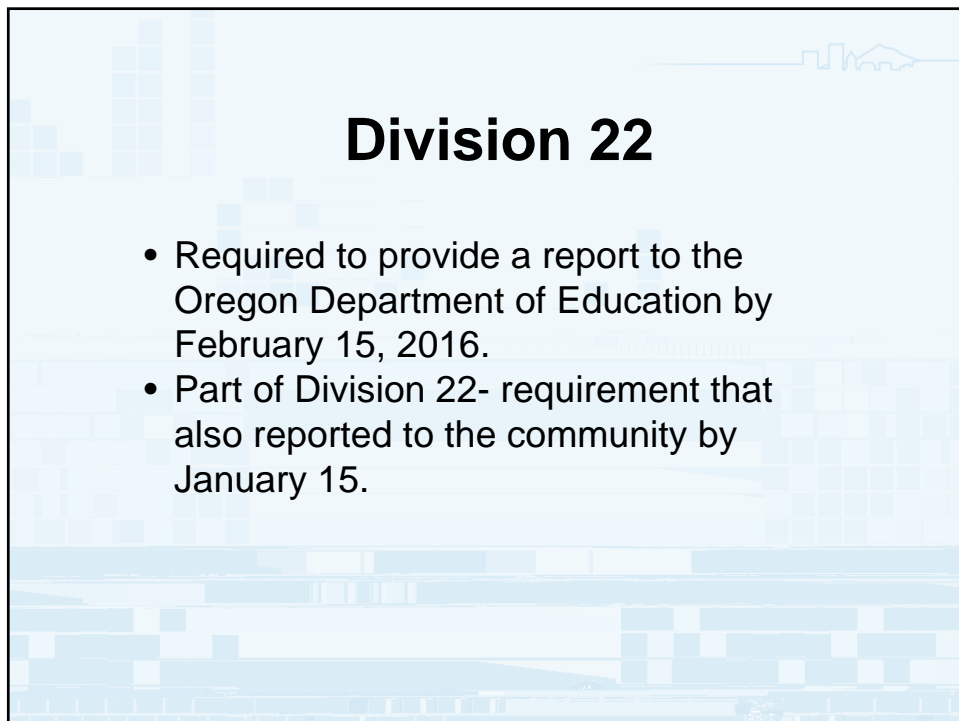 Division 22
• Required to provide a report to the
Oregon Department of Education by
February 15, 2016.
• Part of Division 22- requirement that
also reported to the community by
January 15.